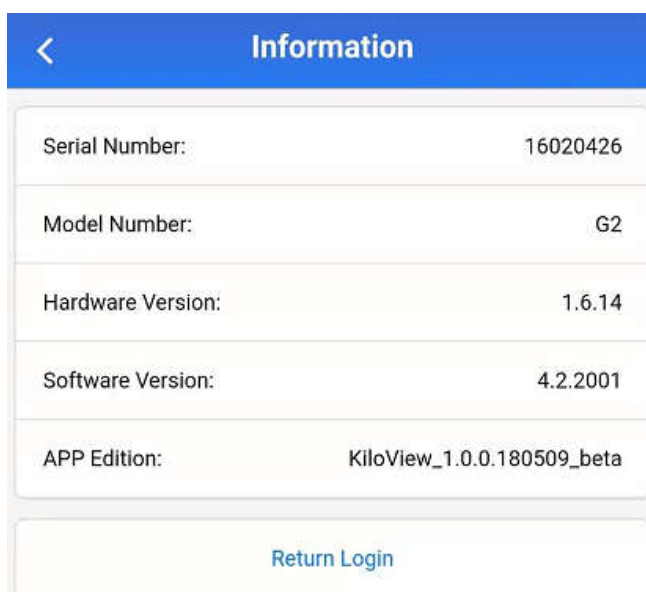 Information
Serial Number: 16020426
Model Number: G2
Hardware Version: 1.6.14
Software Version: 4.2.2001
APP Edition: KiloView_1.0.0.180509_beta
Return Login